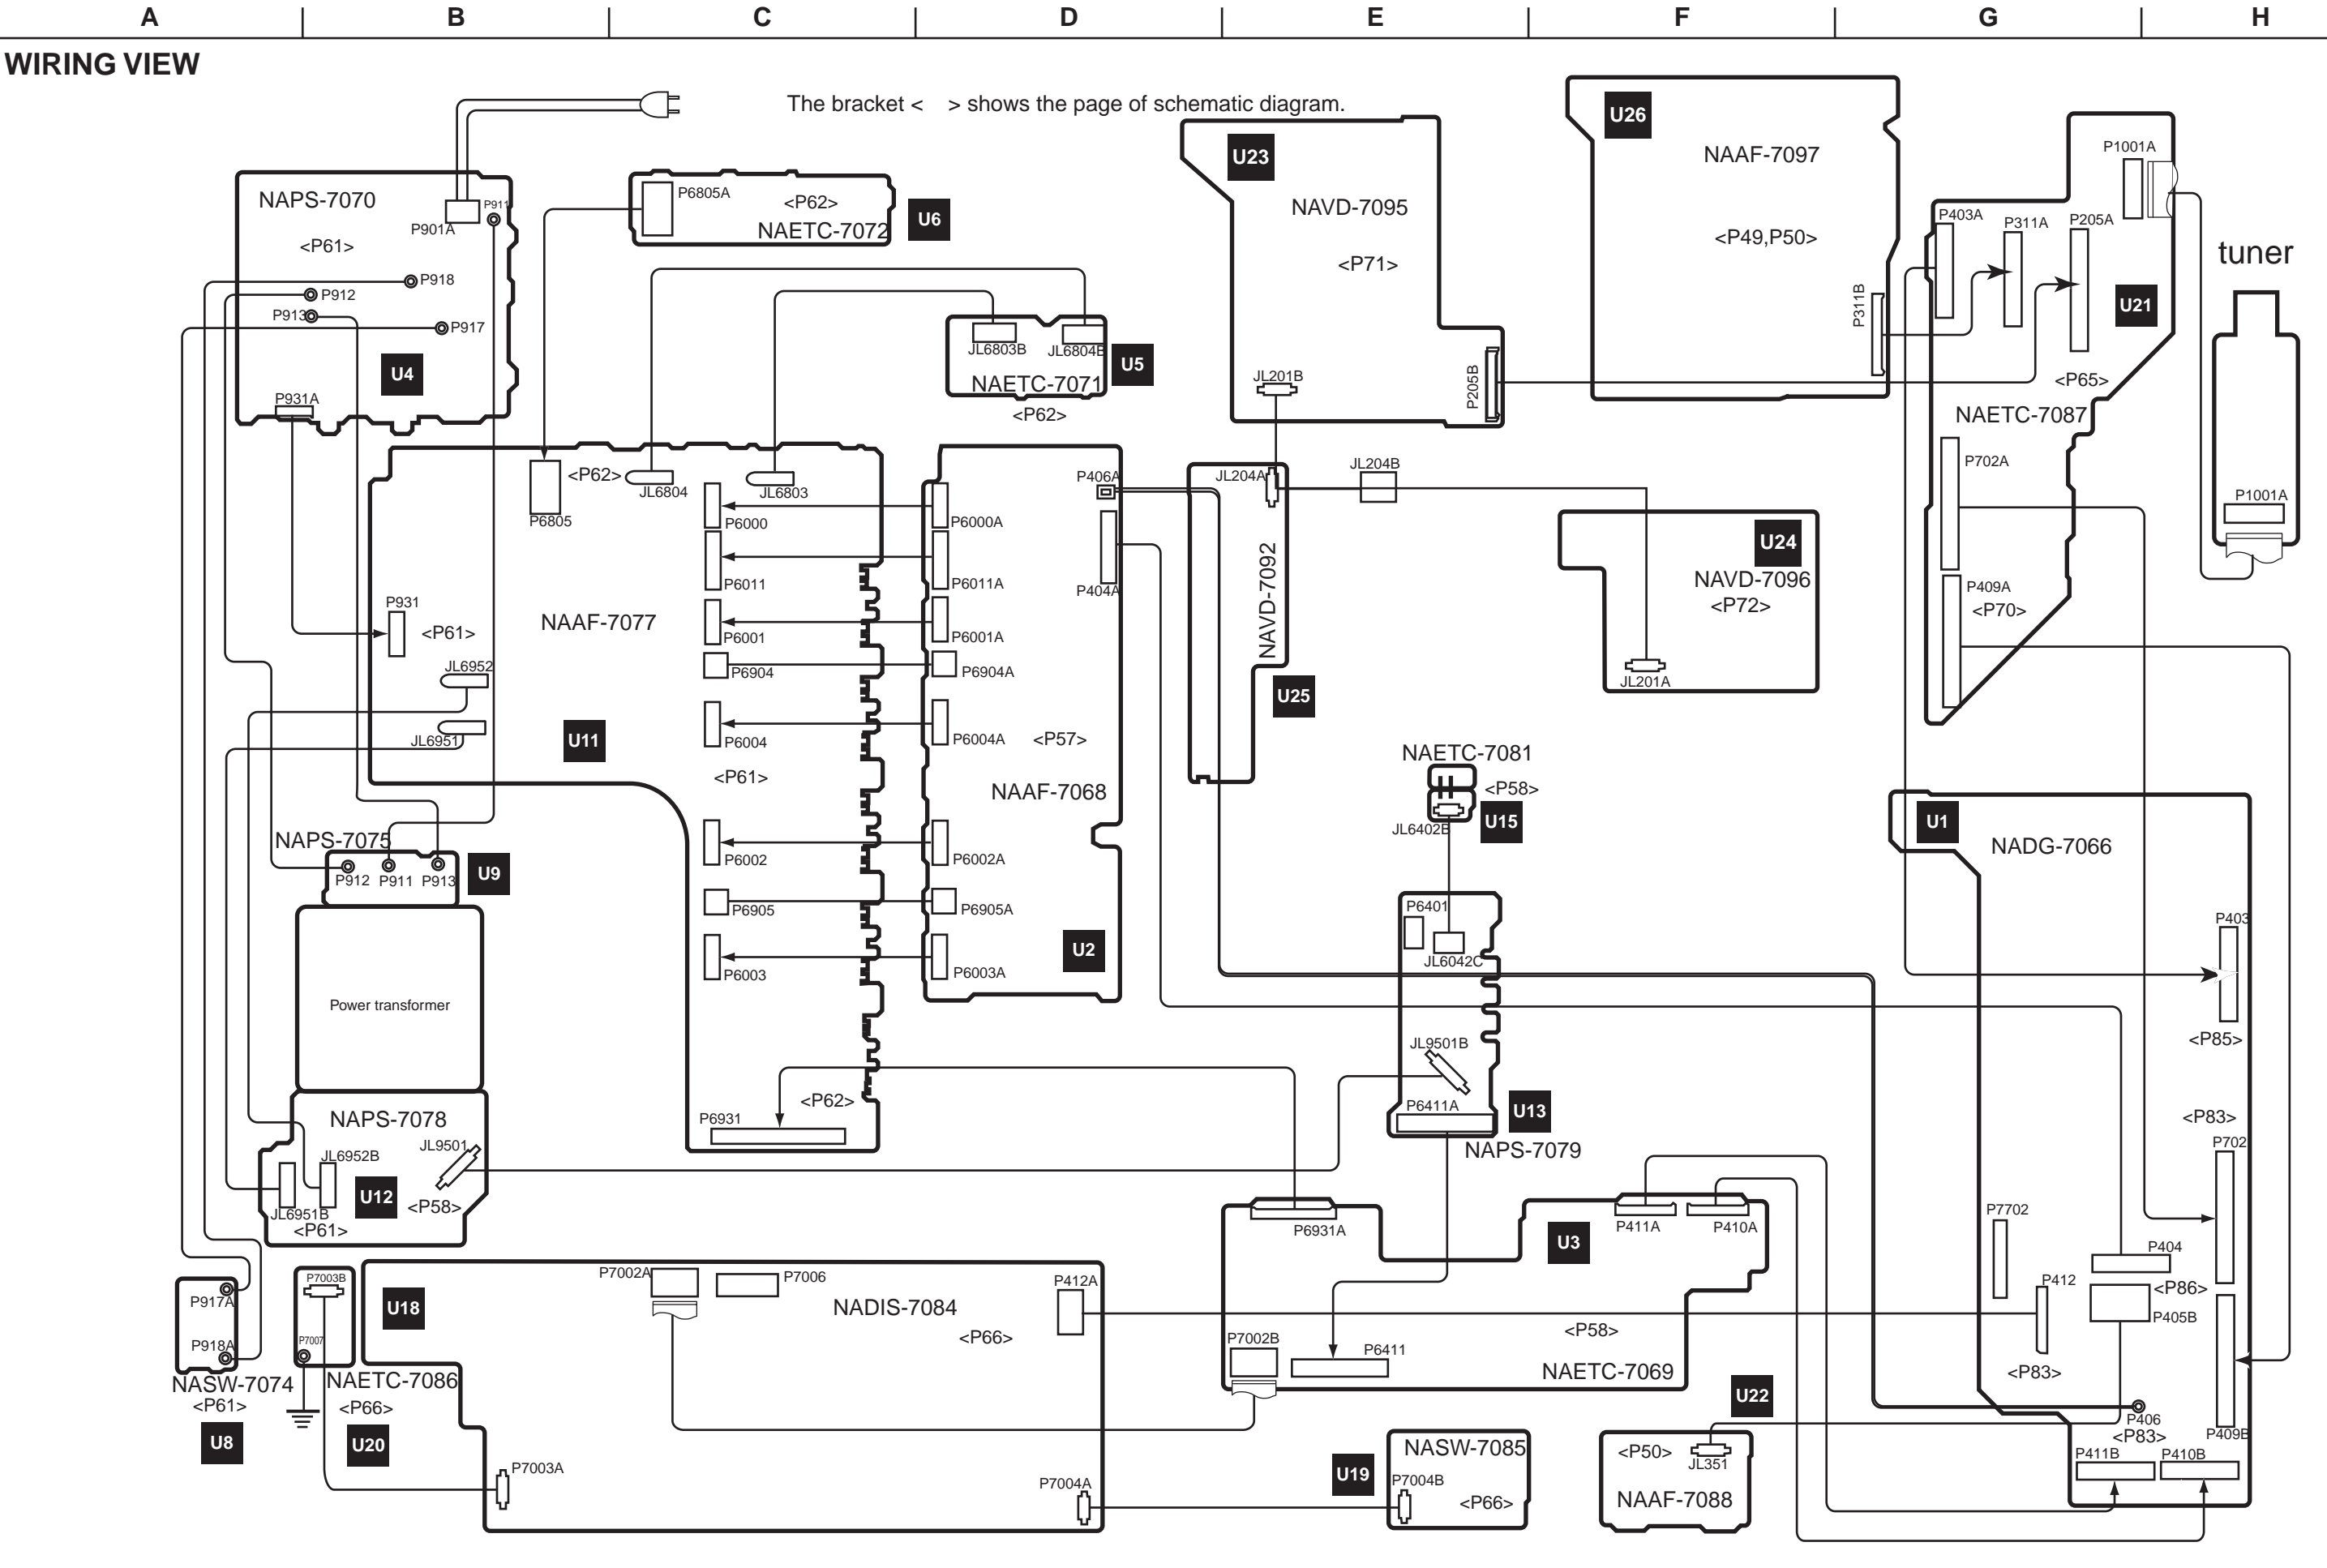 A B C D E F G H
WIRING VIEW
The bracket < > shows the page of schematic diagram.
NAPS-7070
<P61>
P901A
P911
P918
P912
P913
P917
U4
P931A
P6805A
<P62>
NAETC-7072
U6
JL6803B
JL6804B
NAETC-7071
U5
<P62>
U23
NAVD-7095
<P71>
JL201B
P205B
U26
NAAF-7097
<P49,P50>
P311B
P1001A
P403A
P311A
P205A
U21
<P65>
NAETC-7087
P702A
P409A
<P70>
tuner
P1001A
P6805
<P62>
JL6804
JL6803
P6000
P6011
P931
<P61>
NAAF-7077
P6001
JL6952
P6904
JL6951
U11
P6004
<P61>
P6002
P6905
P6003
<P62>
P6931
P406A
P6000A
P404A
P6011A
P6001A
P6904A
P6004A
<P57>
NAAF-7068
P6002A
P6905A
U2
P6003A
JL204A
JL204B
NAVD-7092
U25
U24
NAVD-7096
<P72>
JL201A
NAETC-7081
<P58>
JL6402B
U15
P6401
JL6042C
JL9501B
P6411A
U13
NAPS-7079
U1
NADG-7066
P403
<P85>
<P83>
P702
P7702
P404
P412
<P86>
P405B
<P83>
P406
<P83>
P409B
P411B
P410B
NAPS-7075
P912
P911
P913
U9
Power transformer
NAPS-7078
JL9501
JL6952B
U12
<P58>
JL6951B
<P61>
P917A
P918A
NASW-7074
<P61>
U8
P7003B
P7007
NAETC-7086
<P66>
U20
U18
P7002A
P7006
NADIS-7084
P412A
<P66>
P7003A
P7004A
P6931A
U3
P411A
P410A
P7002B
P6411
<P58>
NAETC-7069
U22
U19
NASW-7085
P7004B
<P66>
<P50>
JL351
NAAF-7088